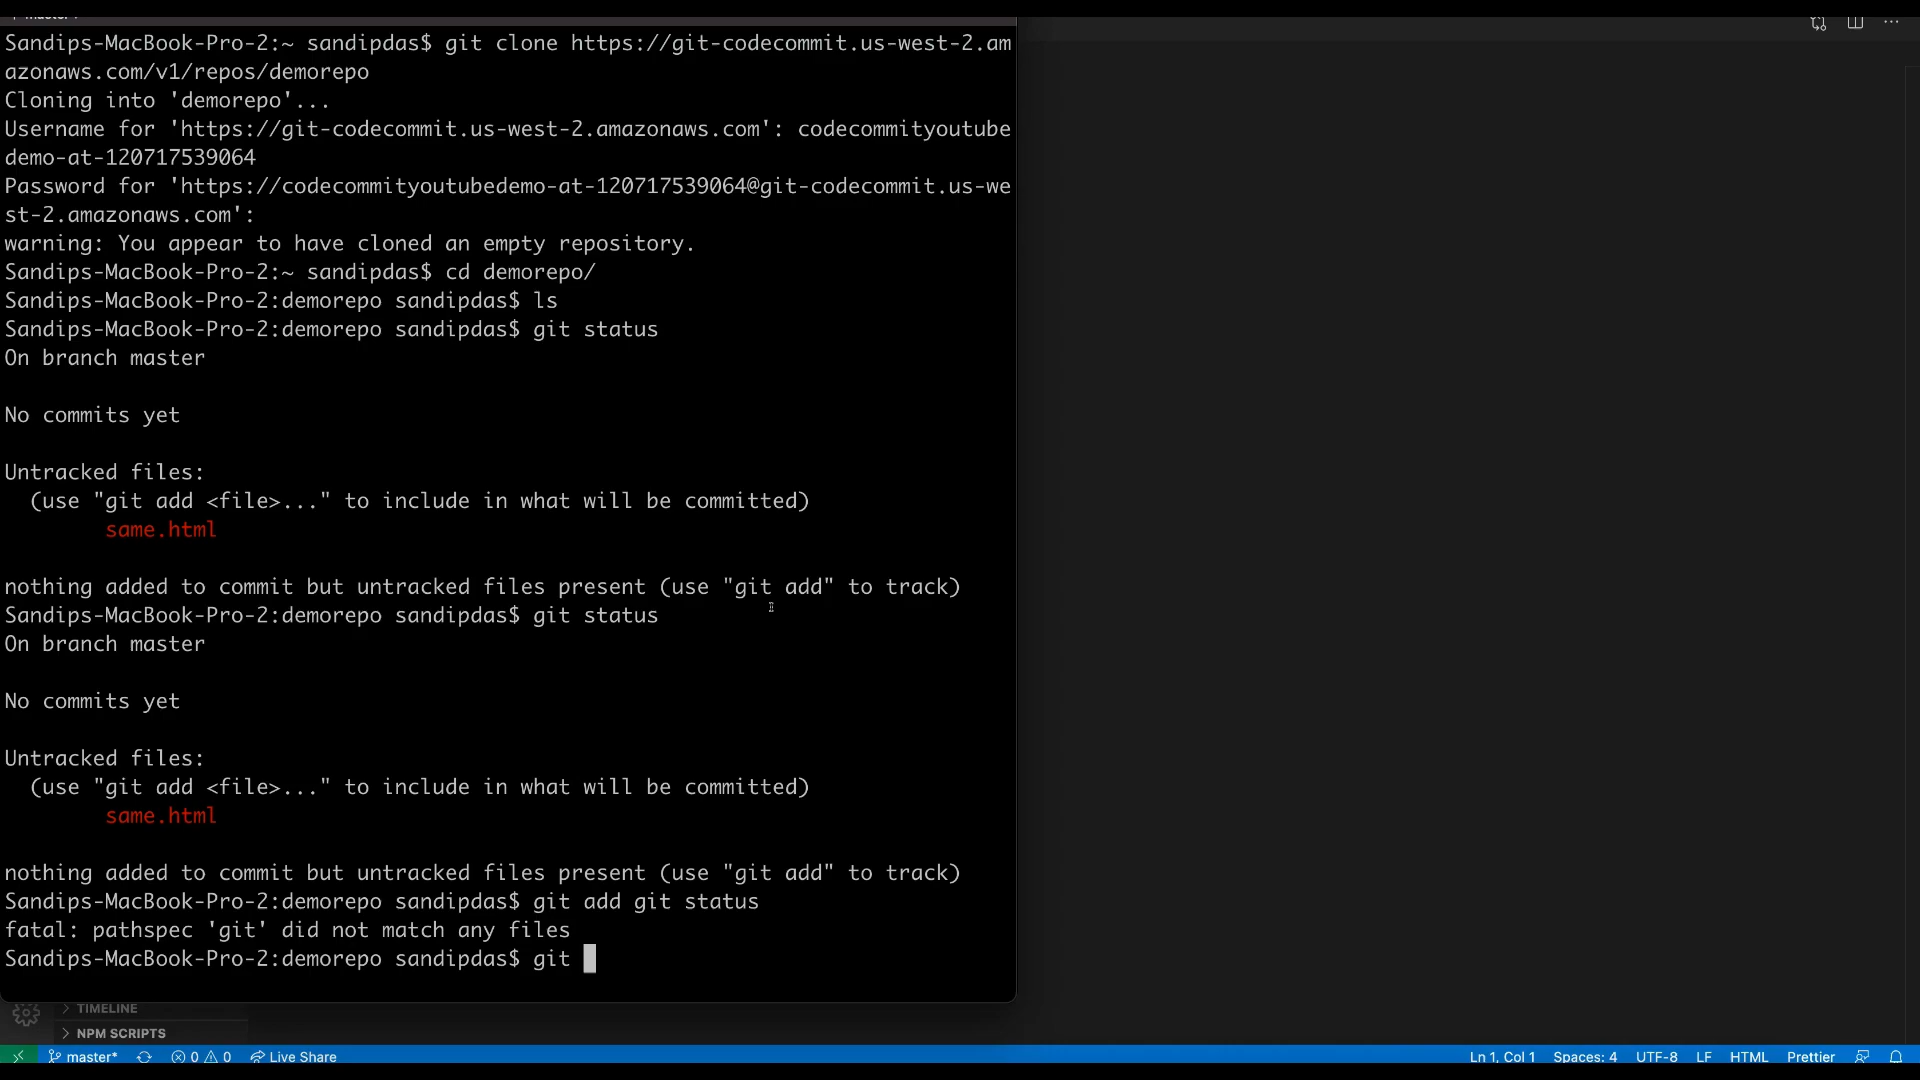 Sandips-MacBook-Pro-2:~ sandipdas$ git clone https://git-codecommit.us-west-2.am
azonaws.com/v1/repos/demorepo
Cloning into 'demorepo'...
Username for 'https://git-codecommit.us-west-2.amazonaws.com': codecommityoutube
demo-at-120717539064
Password for 'https://codecommityoutubedemo-at-120717539064@git-codecommit.us-we
st-2.amazonaws.com':
warning: You appear to have cloned an empty repository.
Sandips-MacBook-Pro-2:~ sandipdas$ cd demorepo/
Sandips-MacBook-Pro-2:demorepo sandipdas$ ls
Sandips-MacBook-Pro-2:demorepo sandipdas$ git status
On branch master
No commits yet
Untracked files:
(use "git add <file>..." to include in what will be committed)
same.html
nothing added to commit but untracked files present (use "git add" to track)
Sandips-MacBook-Pro-2:demorepo sandipdas$ git status
On branch master
No commits yet
Untracked files:
(use "git add <file>..." to include in what will be committed)
same.html
nothing added to commit but untracked files present (use "git add" to track)
Sandips-MacBook-Pro-2:demorepo sandipdas$ git add git status
fatal: pathspec 'git' did not match any files
Sandips-MacBook-Pro-2:demorepo sandipdas$ git
TIMELINE
NPM SCRIPTS
master* 0 0 Live Share Ln 1, Col 1 Spaces: 4 UTF-8 LF HTML Prettier